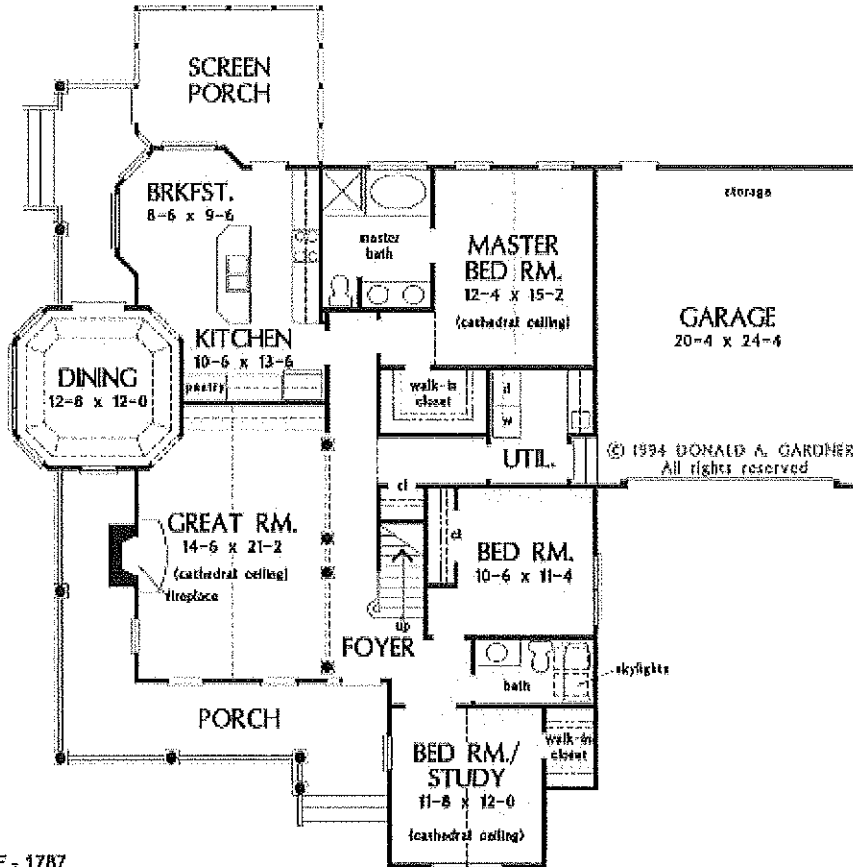 SCREEN
PORCH
BRKFST.
8-6 x 9-6
master
bath
MASTER
BED RM.
12-4 x 15-2
(cathedral ceiling)
storage
GARAGE
20-4 x 24-4
KITCHEN
10-6 x 13-6
pantry
DINING
12-8 x 12-0
walk-in
closet
d
w
UTIL.
© 1994 DONALD A. GARDNER
All rights reserved
cl
GREAT RM.
14-6 x 21-2
(cathedral ceiling)
fireplace
cl
BED RM.
10-6 x 11-4
cl
up
FOYER
bath
skylights
PORCH
BED RM./
STUDY
11-8 x 12-0
(cathedral ceiling)
walk-in
closet
- 1787